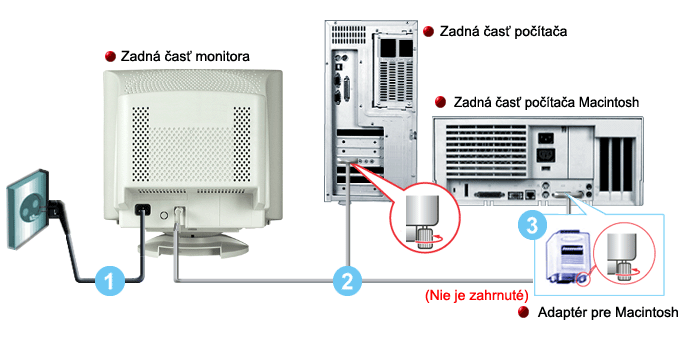 Zadná časť monitora
Zadná časť počítača
Zadná časť počítača Macintosh
1
2
3
(Nie je zahrnuté)
Adaptér pre Macintosh